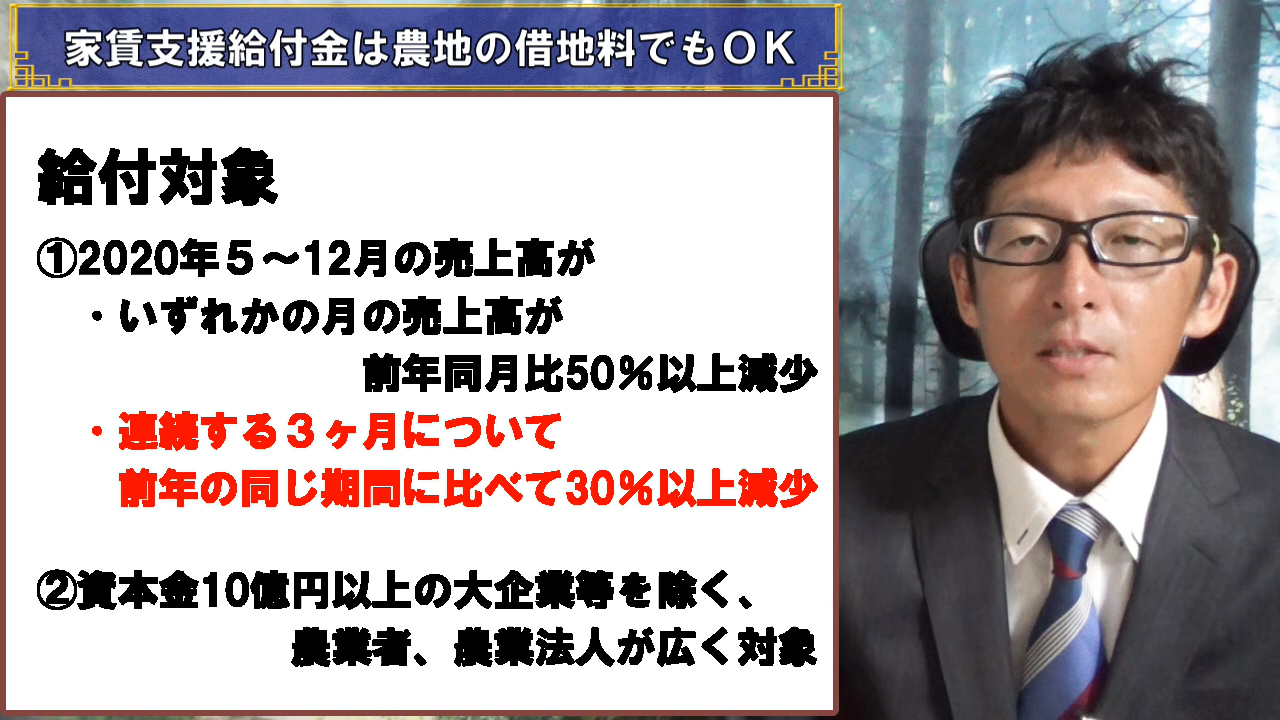 家賃支援給付金は農地の借地料でもＯＫ
給付対象
①2020年５～12月の売上高が
・いずれかの月の売上高が
前年同月比50％以上減少
・連続する３ヶ月について
前年の同じ期間に比べて30％以上減少
②資本金10億円以上の大企業等を除く、
農業者、農業法人が広く対象